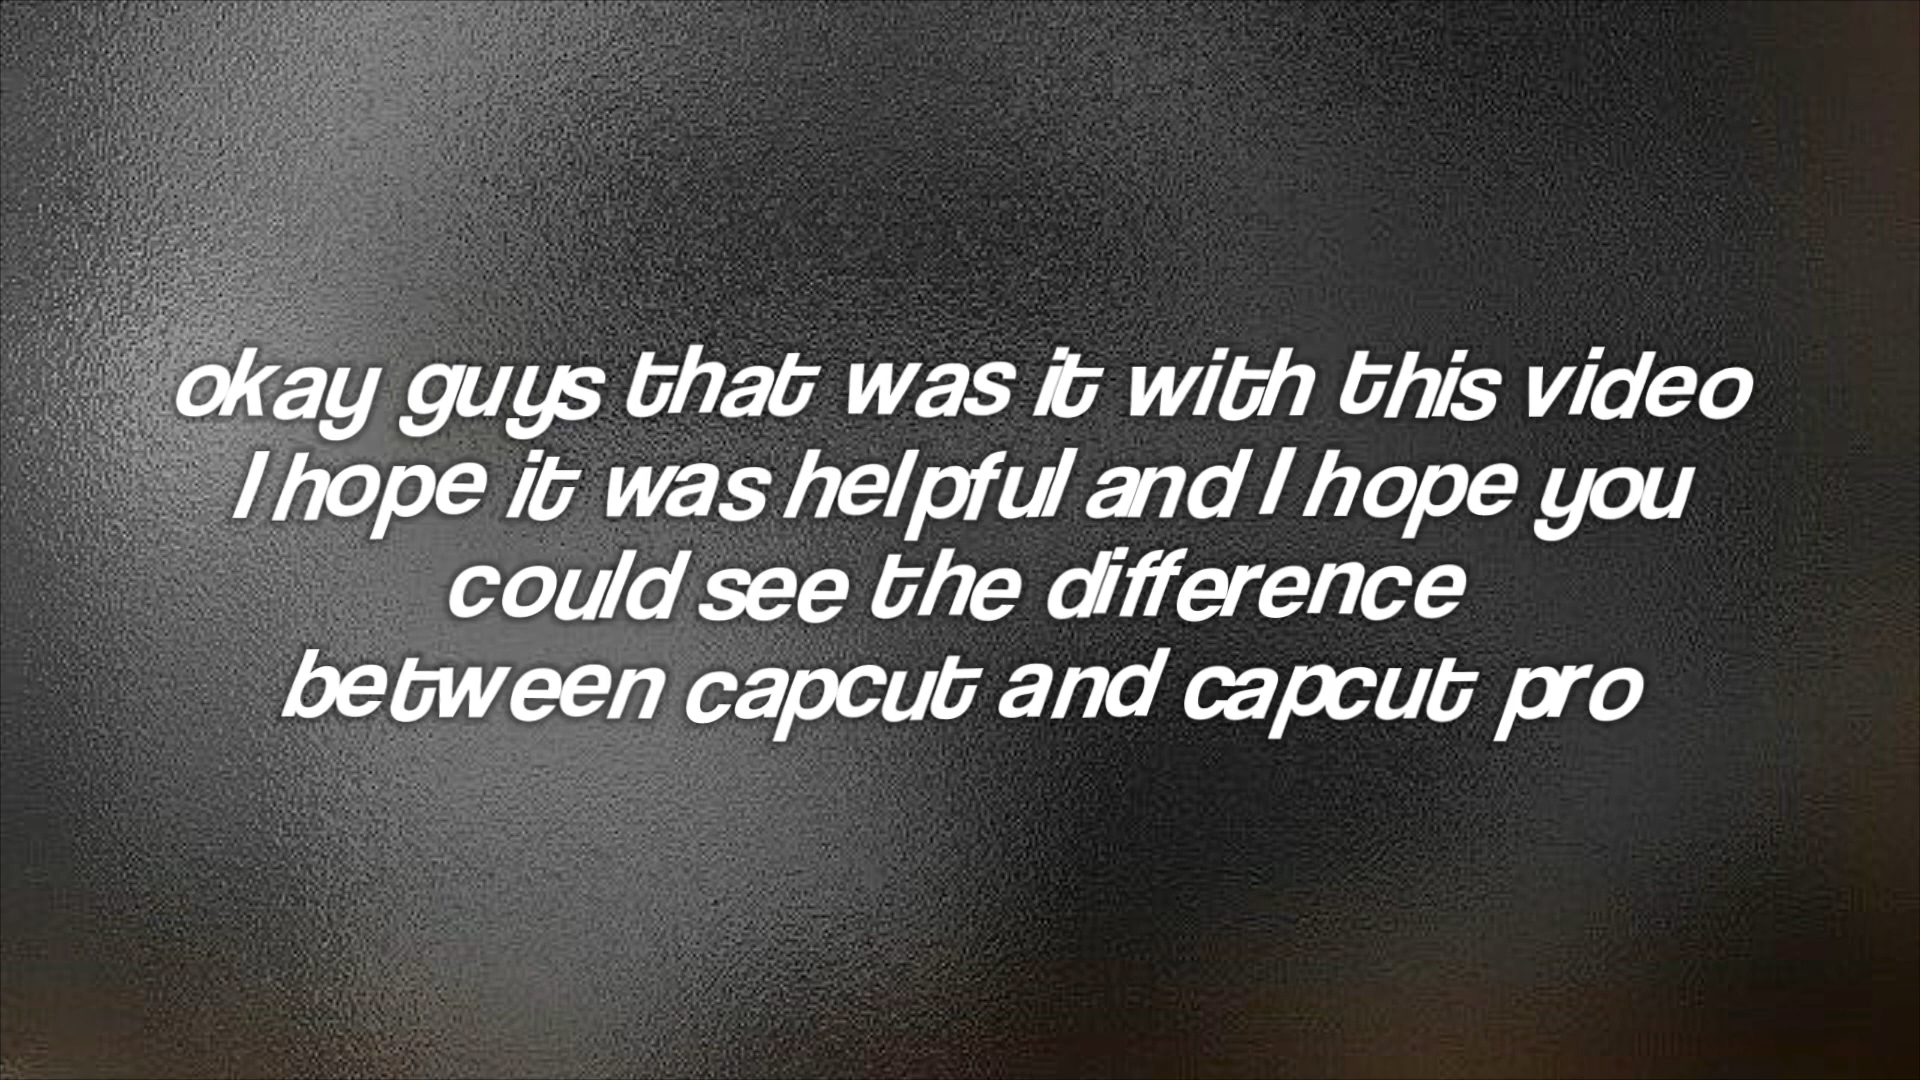 okay guys that was it with this video
I hope it was helpful and I hope you
could see the difference
between capcut and capcut pro